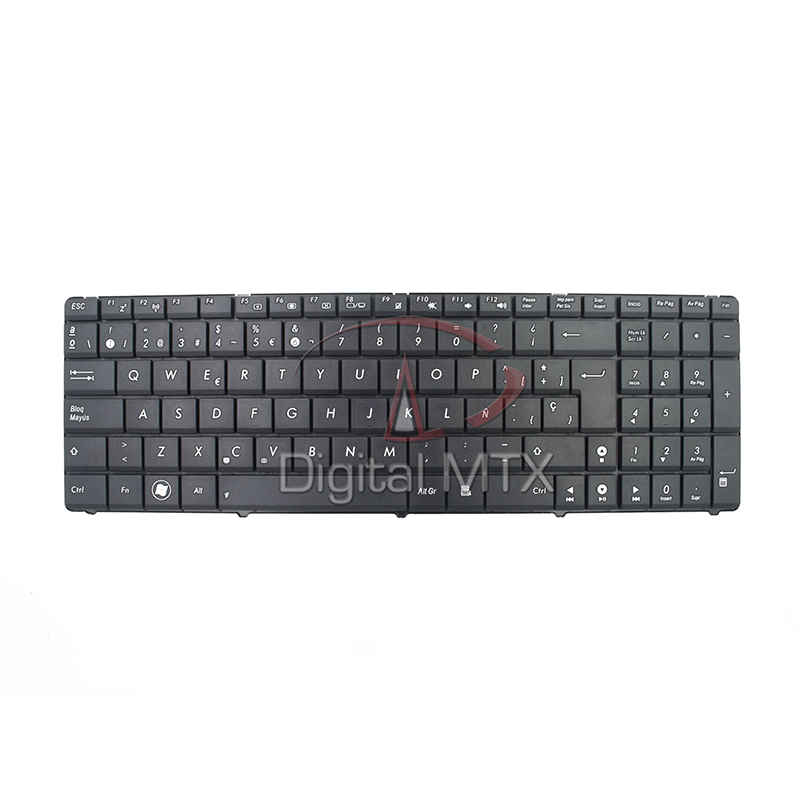 ESC F1 F2 F3 F4 F5 F6 F7 F8 F9 F10 F11 F12 Pausa Inter Imp pant Pet Sis Supr Insert Inicio Re Pág Av Pág Fin
a o \ ! 1 / " 2 @ 3 # $ 4 ~ % 5 € & 6 ¬ / 7 ( 8 ) 9 = 0 ? ' ¿ ¡ Num Lk Scr Lk / * −
Q W E € R T Y U I O P ^ [ * + ] 7 Inicio 8 9 Re Pág +
Bloq Mayús A S D F G H J K L Ñ ¨ ´ { Ç } 4 5 6
> < Z X C V B N M ; , : . _ - 1 Fin 2 3 Av Pág
Ctrl Fn Alt Alt Gr Ctrl 0 Insert . Supr
Digital MTX